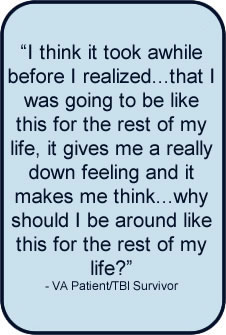 “I think it took awhile
before I realized…that I
was going to be like
this for the rest of my
life, it gives me a really
down feeling and it
makes me think…why
should I be around like
this for the rest of my
life?”
- VA Patient/TBI Survivor